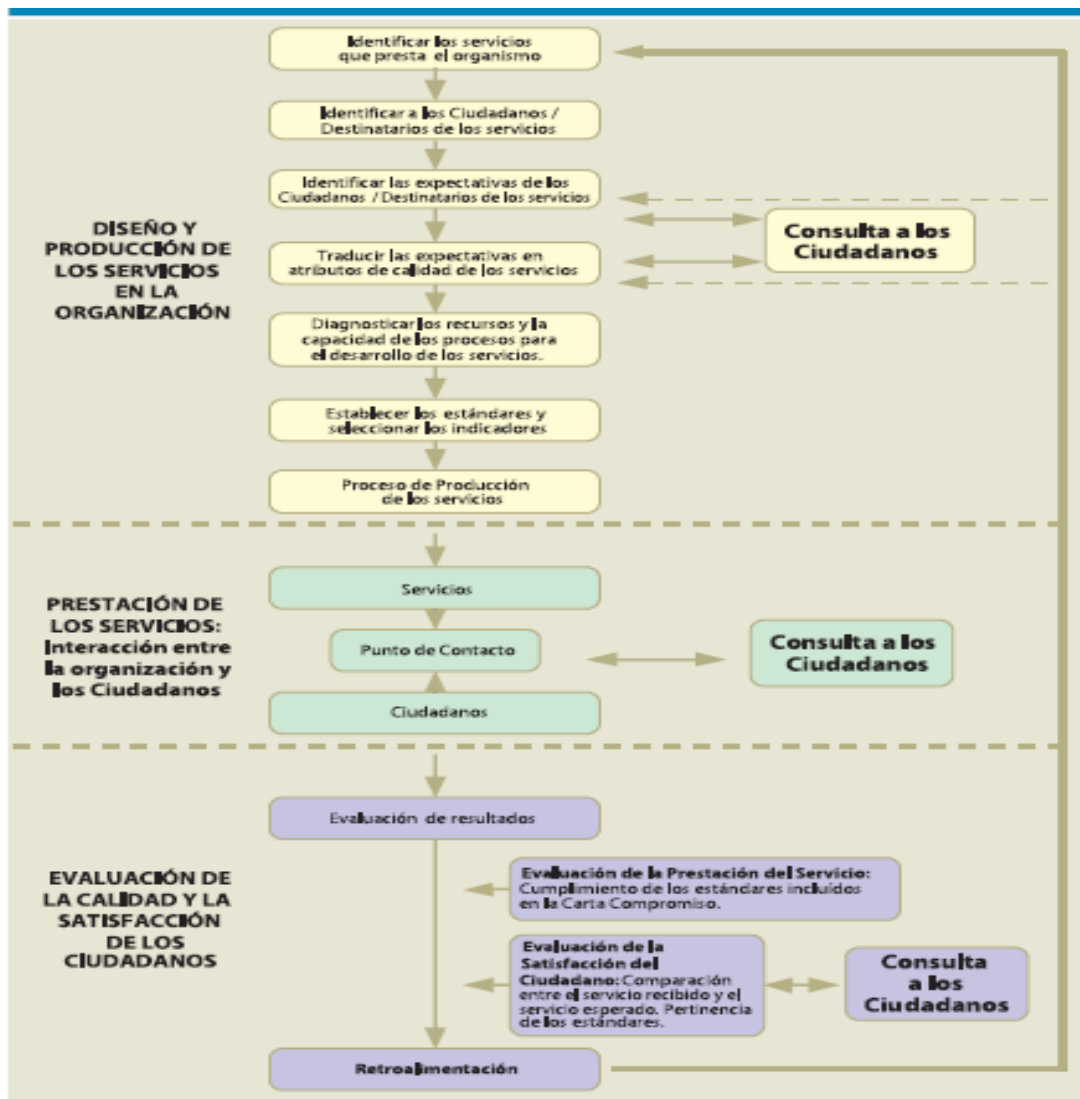 Identificar los servicios
que presta el organismo
Identificar a los Ciudadanos /
Destinatarios de los servicios
Identificar las expectativas de los
Ciudadanos / Destinatarios de los servicios
DISEÑO Y
PRODUCCIÓN DE
LOS SERVICIOS
EN LA
ORGANIZACIÓN
Consulta a los
Ciudadanos
Traducir las expectativas en
atributos de calidad de los servicios
Diagnosticar los recursos y la
capacidad de los procesos para
el desarrollo de los servicios.
Establecer los estándares y
seleccionar los indicadores
Proceso de Producción
de los servicios
PRESTACIÓN DE
LOS SERVICIOS:
Interacción entre
la organización y
los Ciudadanos
Servicios
Punto de Contacto
Consulta a los
Ciudadanos
Ciudadanos
Evaluación de resultados
EVALUACIÓN DE
LA CALIDAD Y LA
SATISFACCIÓN
DE LOS
CIUDADANOS
Evaluación de la Prestación del Servicio:
Cumplimiento de los estándares incluídos
en la Carta Compromiso.
Evaluación de la
Satisfacción del
Ciudadano: Comparación
entre el servicio recibido y el
servicio esperado. Pertinencia
de los estándares.
Consulta
a los
Ciudadanos
Retroalimentación